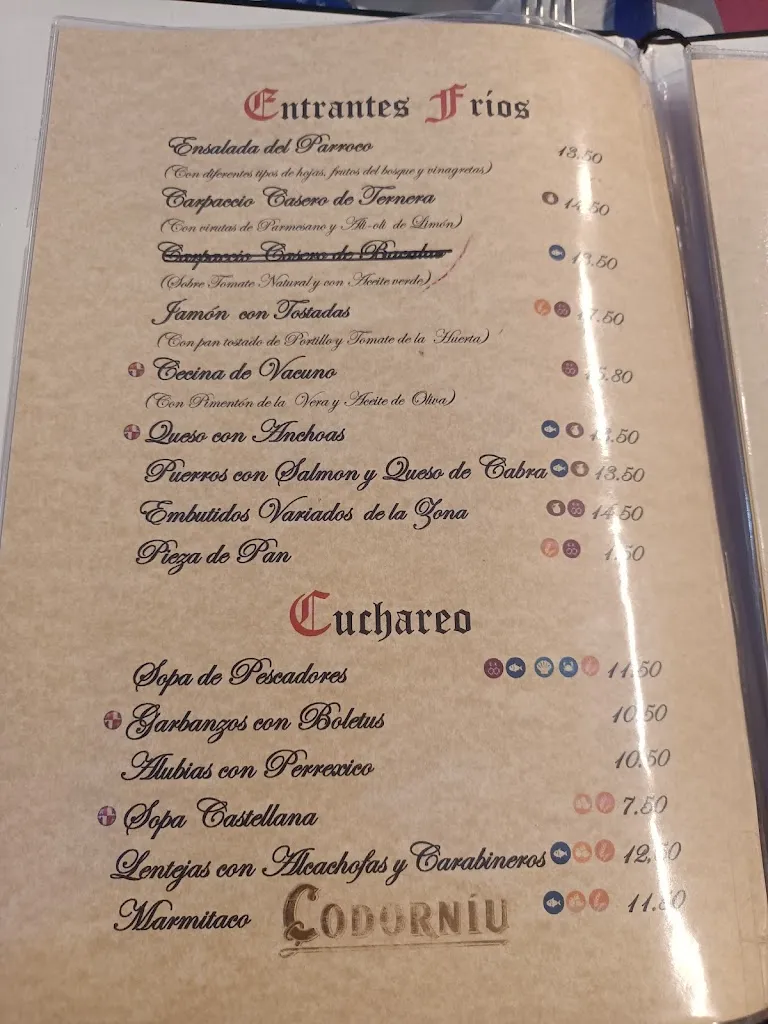 Entrantes Fríos
Ensalada del Parroco 13.50
(Con diferentes tipos de hojas, frutos del bosque y vinagretas)
Carpaccio Casero de Ternera 14.50
(Con virutas de Parmesano y Ali-oli de Limón)
Carpaccio Casero de Bacalao 13.50
(Sobre Tomate Natural y con Aceite verde)
Jamón con Tostadas
(Con pan tostado de Portillo y Tomate de la Huerta)
Cecina de Vacuno
(Con Pimentón de la Vera y Aceite de Oliva)
Queso con Anchoas
Puerros con Salmon y Queso de Cabra 13.50
Embutidos Variados de la Zona 14.50
Pieza de Pan 1.50
Cuchareo
Sopa de Pescadores 11.50
Garbanzos con Boletus 10.50
Alubias con Perrexico 10.50
Sopa Castellana 7.50
Lentejas con Alcachofas y Carabineros 12.50
Marmitaco
CODORNÍU